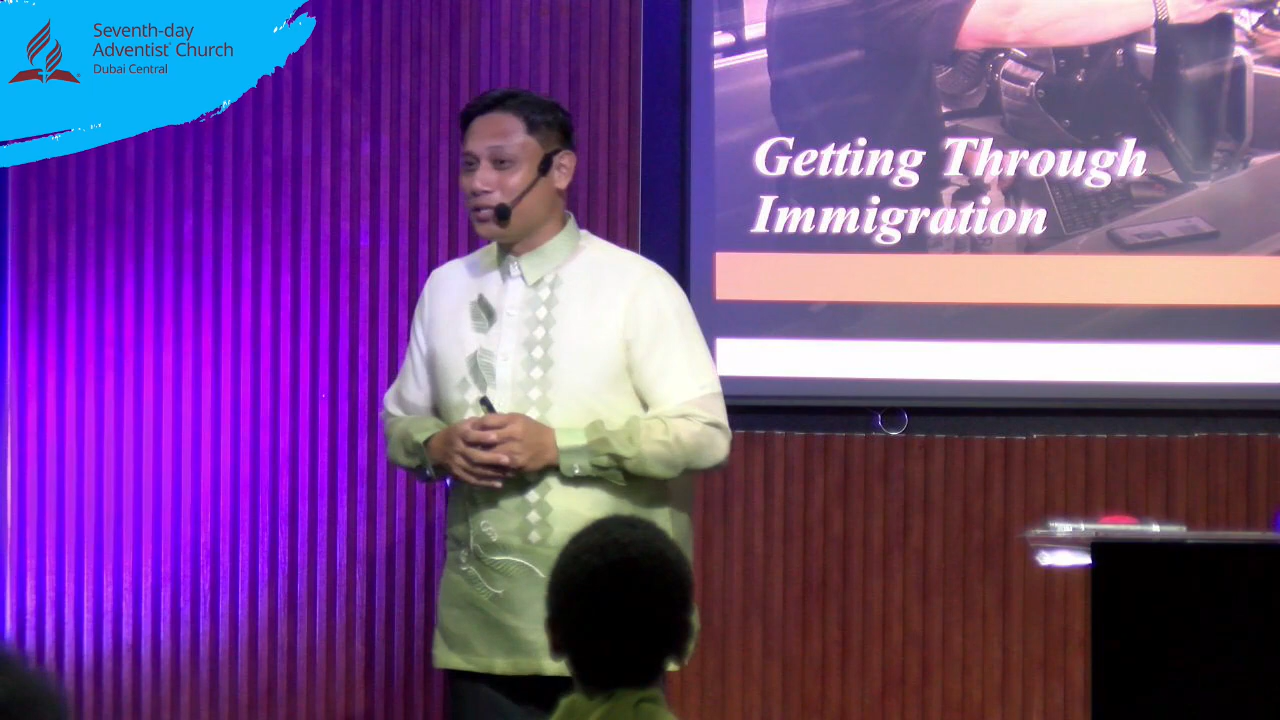 Seventh-day
Adventist® Church
Dubai Central
Getting Through
Immigration